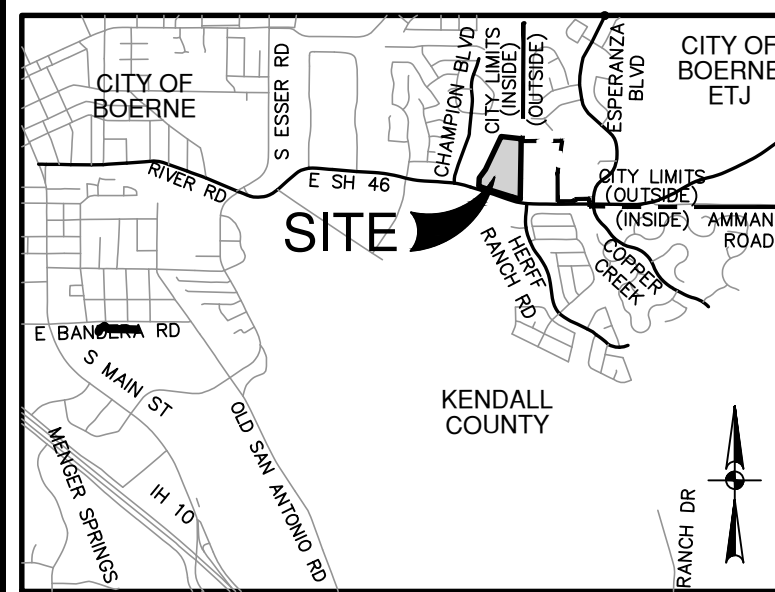 CITY OF
BOERNE
S ESSER RD
CHAMPION BLVD
CITY LIMITS
(INSIDE)
(OUTSIDE)
ESPERANZA
BLVD
CITY OF
BOERNE
ETJ
RIVER RD
E SH 46
CITY LIMITS
(OUTSIDE)
(INSIDE)
AMMAN
ROAD
SITE
HERFF
RANCH RD
COPPER
CREEK
E BANDERA RD
S MAIN ST
OLD SAN ANTONIO RD
KENDALL
COUNTY
MENGER SPRINGS
IH 10
RANCH DR